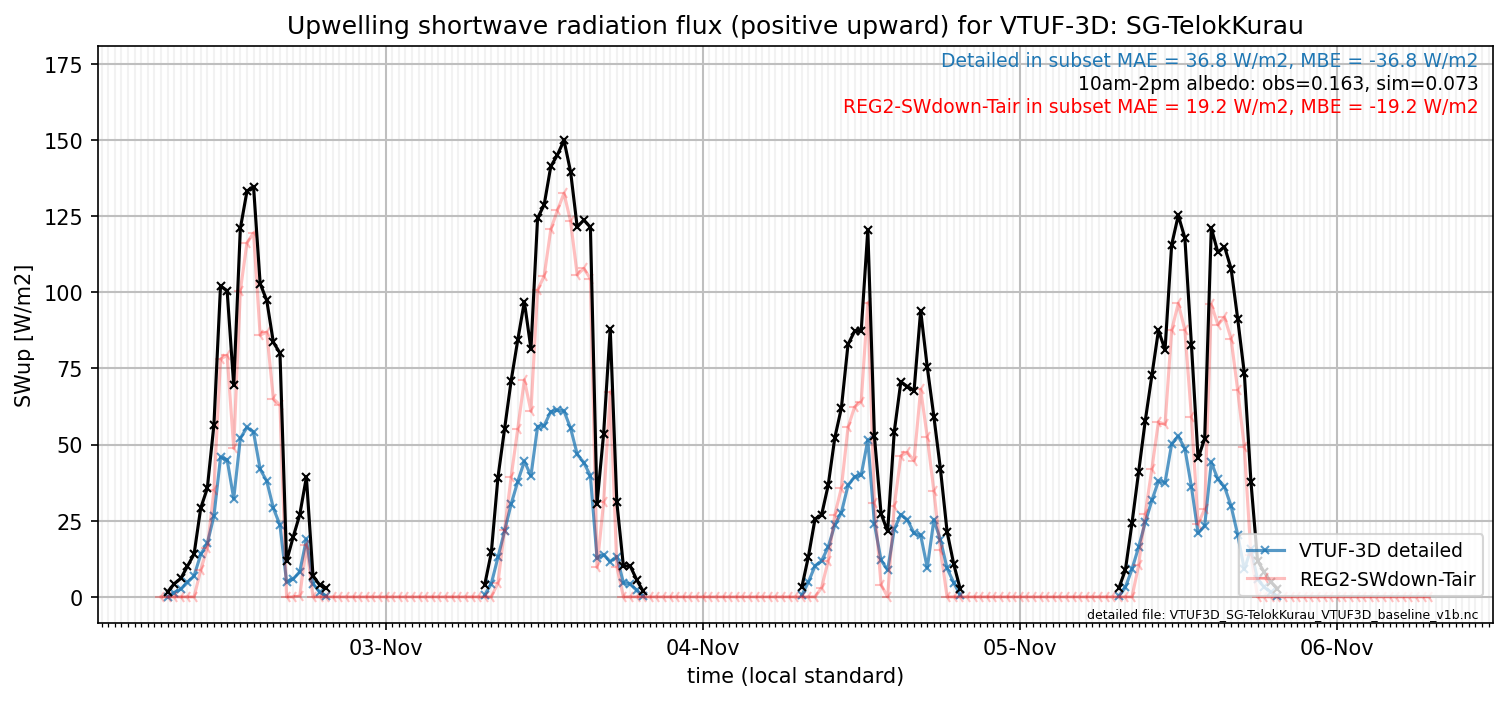 Upwelling shortwave radiation flux (positive upward) for VTUF-3D: SG-TelokKurau
Detailed in subset MAE = 36.8 W/m2, MBE = -36.8 W/m2
10am-2pm albedo: obs=0.163, sim=0.073
REG2-SWdown-Tair in subset MAE = 19.2 W/m2, MBE = -19.2 W/m2
175
150
125
100
75
50
25
0
SWup [W/m2]
VTUF-3D detailed
REG2-SWdown-Tair
detailed file: VTUF3D_SG-TelokKurau_VTUF3D_baseline_v1b.nc
03-Nov
04-Nov
05-Nov
06-Nov
time (local standard)